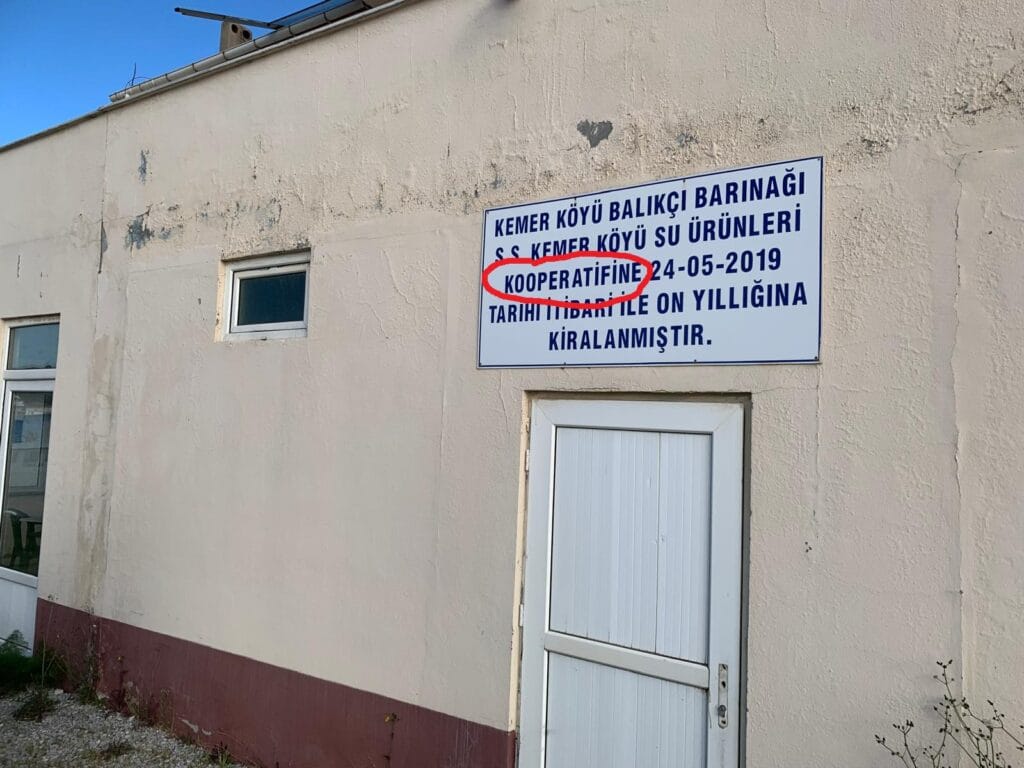 KEMER KÖYÜ BALIKÇI BARINAĞI
S.S. KEMER KÖYÜ SU ÜRÜNLERİ
KOOPERATİFİNE 24-05-2019
TARİHİ İTİBARİ İLE ON YILLIĞINA
KİRALANMIŞTIR.